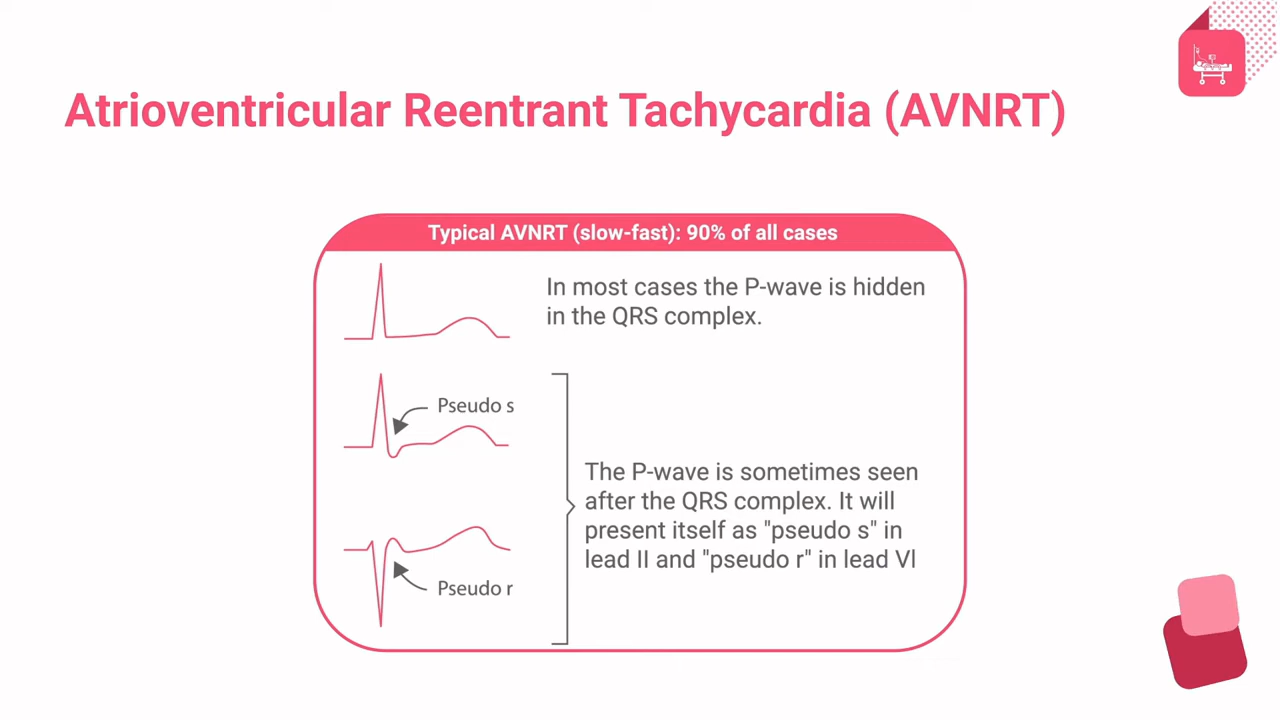 Atrioventricular Reentrant Tachycardia (AVNRT)
Typical AVNRT (slow-fast): 90% of all cases
In most cases the P-wave is hidden
in the QRS complex.
Pseudo s
The P-wave is sometimes seen
after the QRS complex. It will
present itself as "pseudo s" in
lead II and "pseudo r" in lead Vl
Pseudo r